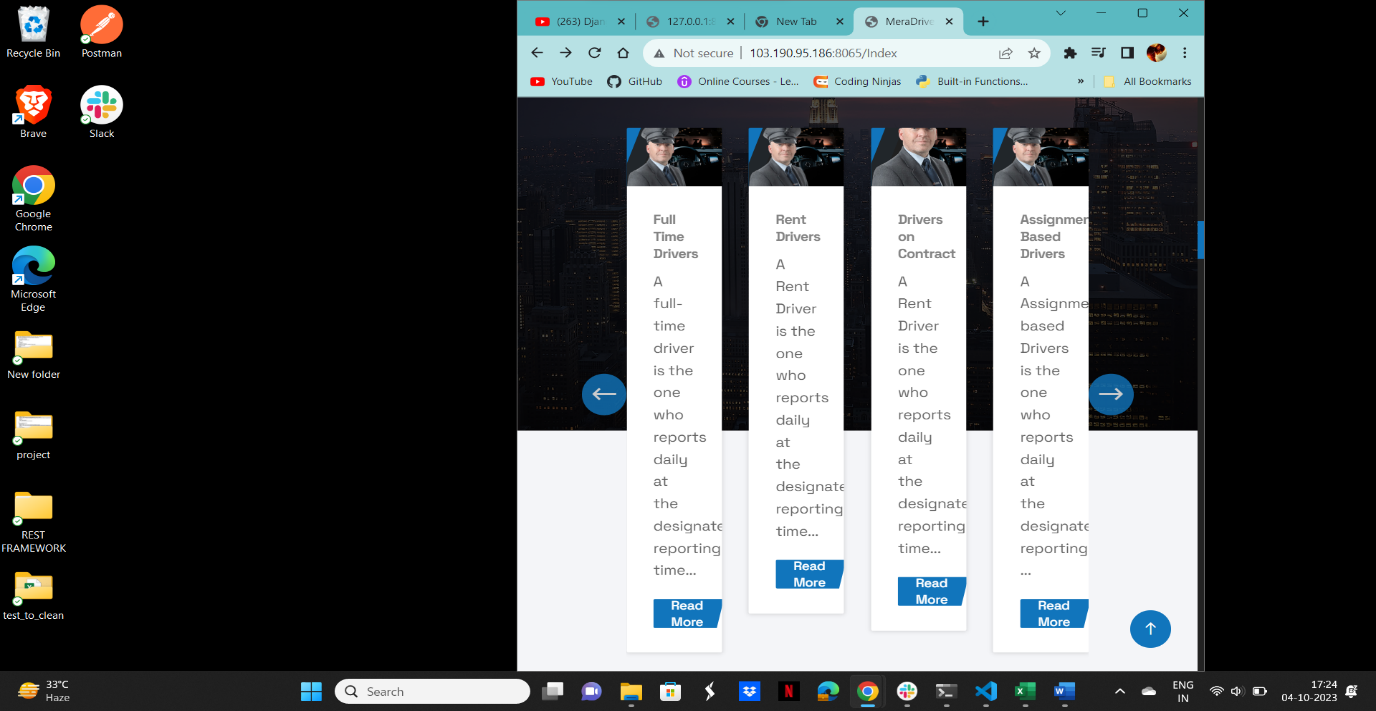 Recycle Bin
Postman
Brave
Slack
Google
Chrome
Microsoft
Edge
New folder
project
REST
FRAMEWORK
test_to_clean
(263) Djan
127.0.0.1:8
New Tab
MeraDrive
Not secure
103.190.95.186:8065/Index
YouTube
GitHub
Online Courses - Le...
Coding Ninjas
Built-in Functions...
»
All Bookmarks
Full
Time
Drivers
A
full-
time
driver
is the
one
who
reports
daily
at
the
designate
reporting
time...
Read
More
Rent
Drivers
A
Rent
Driver
is the
one
who
reports
daily
at
the
designate
reporting
time...
Read
More
Drivers
on
Contract
A
Rent
Driver
is the
one
who
reports
daily
at
the
designate
reporting
time...
Read
More
Assignmen
Based
Drivers
A
Assignme
based
Drivers
is the
one
who
reports
daily
at
the
designate
reporting
...
Read
More
33°C
Haze
Search
ENG
IN
17:24
04-10-2023